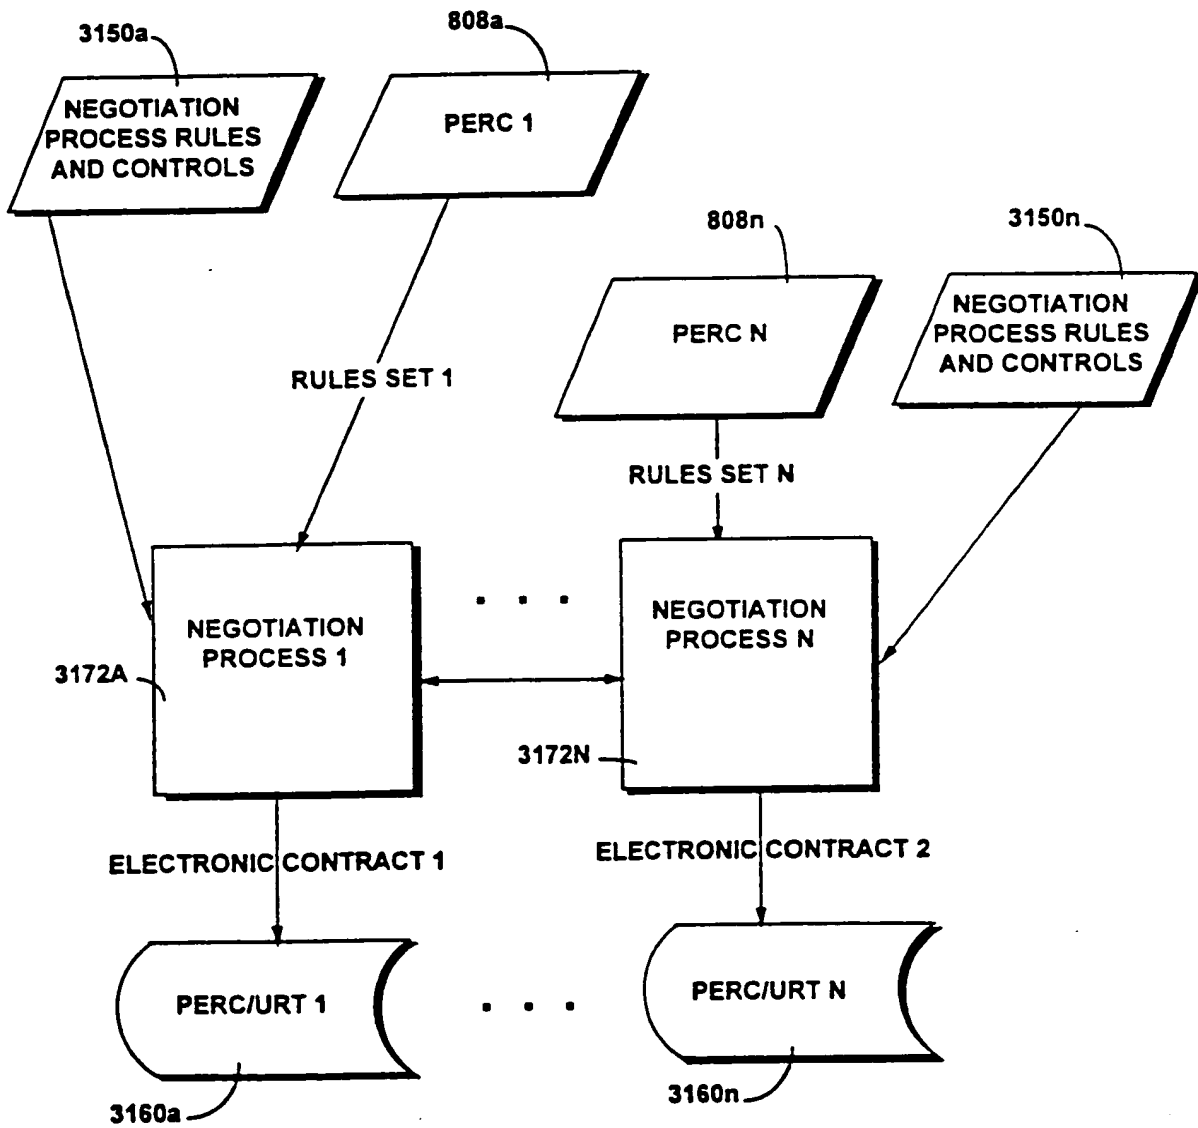 3150a
808a
NEGOTIATION
PROCESS RULES
AND CONTROLS
PERC 1
808n
3150n
PERC N
NEGOTIATION
PROCESS RULES
AND CONTROLS
RULES SET 1
RULES SET N
NEGOTIATION
PROCESS 1
NEGOTIATION
PROCESS N
3172A
3172N
ELECTRONIC CONTRACT 1
ELECTRONIC CONTRACT 2
PERC/URT 1
PERC/URT N
3160a
3160n